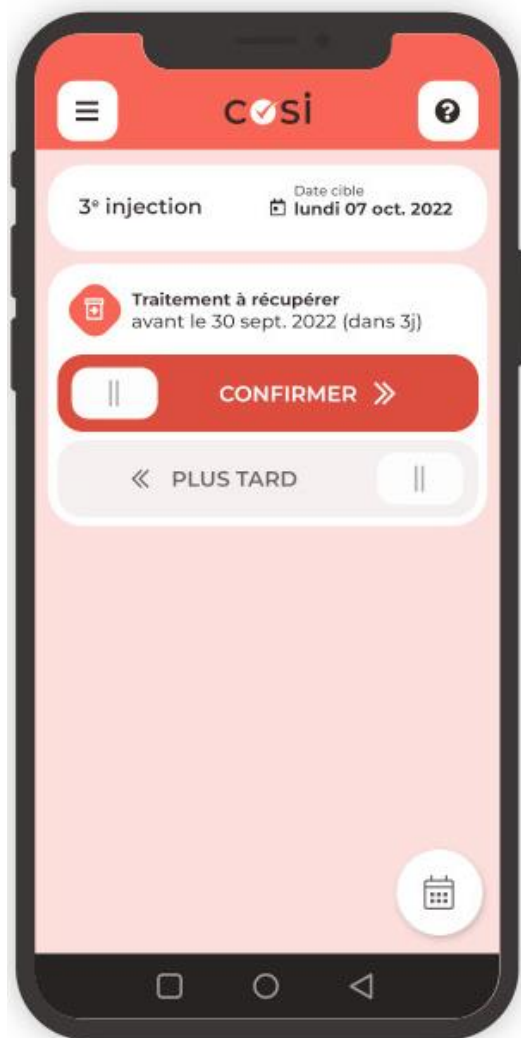 cosi
3ᵉ injection
Date cible
lundi 07 oct. 2022
Traitement à récupérer
avant le 30 sept. 2022 (dans 3j)
CONFIRMER
PLUS TARD